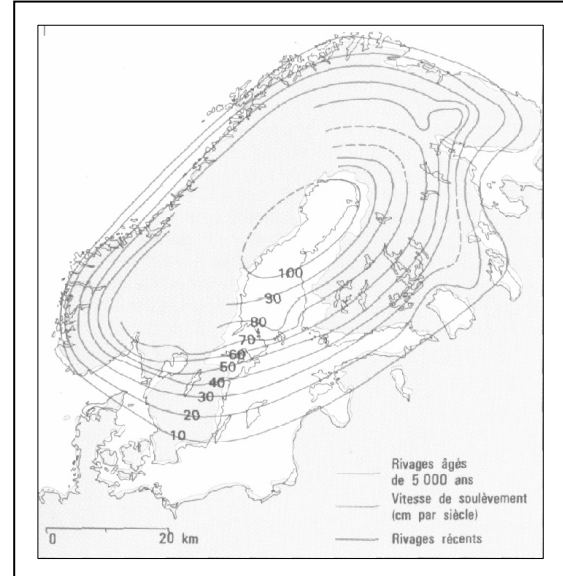 100
90
80
70
60
50
40
30
20
10
Rivages âgés
de 5 000 ans
Vitesse de soulèvement
(cm par siècle)
Rivages récents
0 20 km